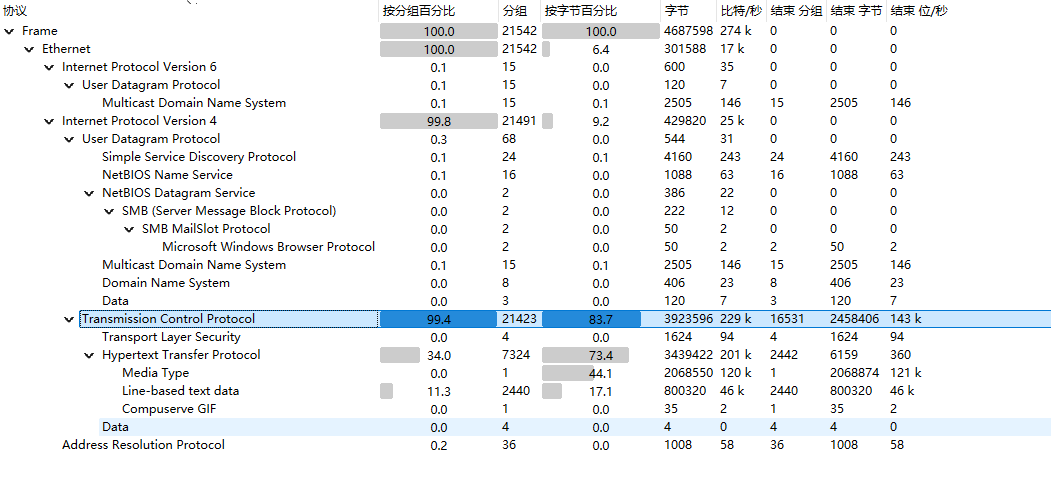 协议 按分组百分比 分组 按字节百分比 字节 比特/秒 结束 分组 结束 字节 结束 位/秒
Frame 100.0 21542 100.0 4687598 274 k 0 0 0
Ethernet 100.0 21542 6.4 301588 17 k 0 0 0
Internet Protocol Version 6 0.1 15 0.0 600 35 0 0 0
User Datagram Protocol 0.1 15 0.0 120 7 0 0 0
Multicast Domain Name System 0.1 15 0.1 2505 146 15 2505 146
Internet Protocol Version 4 99.8 21491 9.2 429820 25 k 0 0 0
User Datagram Protocol 0.3 68 0.0 544 31 0 0 0
Simple Service Discovery Protocol 0.1 24 0.1 4160 243 24 4160 243
NetBIOS Name Service 0.1 16 0.0 1088 63 16 1088 63
NetBIOS Datagram Service 0.0 2 0.0 386 22 0 0 0
SMB (Server Message Block Protocol) 0.0 2 0.0 222 12 0 0 0
SMB MailSlot Protocol 0.0 2 0.0 50 2 0 0 0
Microsoft Windows Browser Protocol 0.0 2 0.0 50 2 2 50 2
Multicast Domain Name System 0.1 15 0.1 2505 146 15 2505 146
Domain Name System 0.0 8 0.0 406 23 8 406 23
Data 0.0 3 0.0 120 7 3 120 7
Transmission Control Protocol 99.4 21423 83.7 3923596 229 k 16531 2458406 143 k
Transport Layer Security 0.0 4 0.0 1624 94 4 1624 94
Hypertext Transfer Protocol 34.0 7324 73.4 3439422 201 k 2442 6159 360
Media Type 0.0 1 44.1 2068550 120 k 1 2068874 121 k
Line-based text data 11.3 2440 17.1 800320 46 k 2440 800320 46 k
Compuserve GIF 0.0 1 0.0 35 2 1 35 2
Data 0.0 4 0.0 4 0 4 4 0
Address Resolution Protocol 0.2 36 0.0 1008 58 36 1008 58